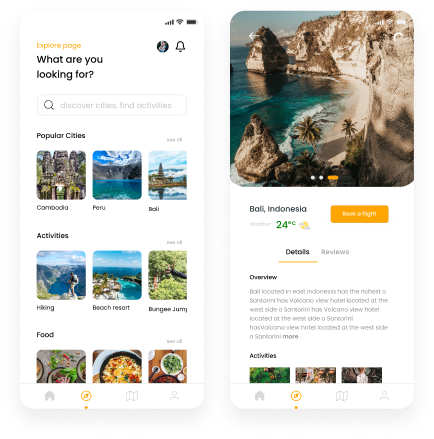 Explore page
What are you
looking for?
discover cities, find activities
Popular Cities
see all
Cambodia
Peru
Bali
Activities
see all
Hiking
Beach resort
Bungee Jump
Food
see all
Bali, Indonesia
Weather
24°C
Book a flight
Details
Reviews
Overview
Bali located in east Indonesia has the richest o
Santorini has Volcano view hotel located at the
west side o Santorini has Volcano view hotel
located at the west side o Santorini
hasVolcano view hotel located at the west side
o Santorini more
Activities